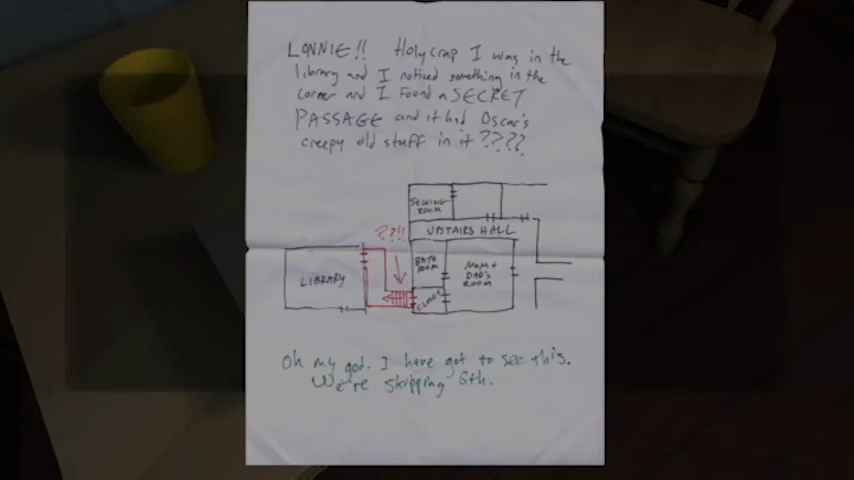 LONNIE!! Holy crap I was in the
library and I noticed something in the
corner and I found a SECRET
PASSAGE and it had Oscar's
creepy old stuff in it ????
SEWING
ROOM
??!!
UPSTAIRS HALL
BATH
ROOM
MOM +
DAD'S
ROOM
LIBRARY
CLOSET
Oh my god. I have got to see this.
We're skipping 6th.